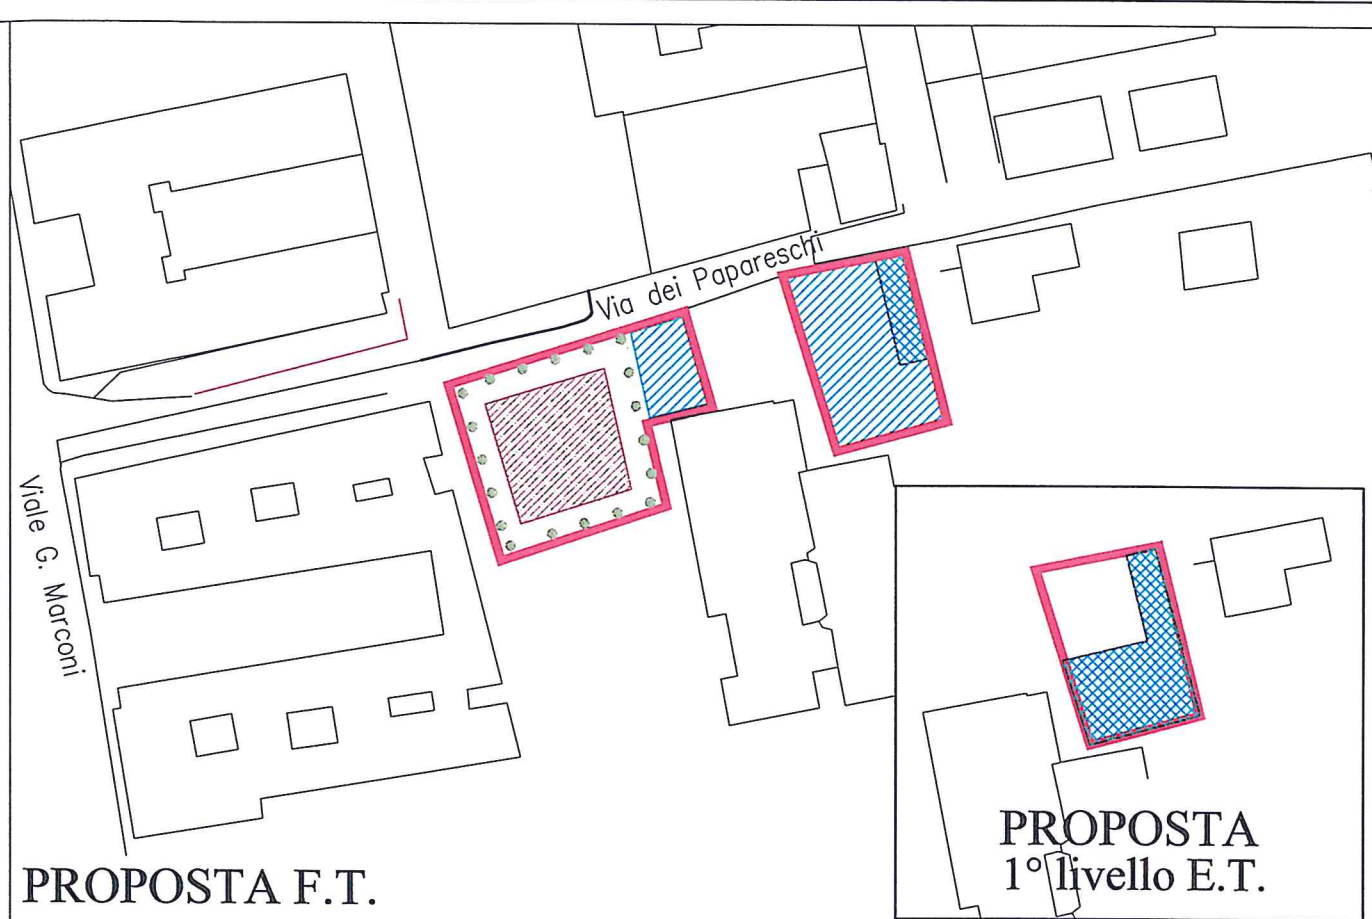 Via dei Papareschi
Viale G. Marconi
PROPOSTA F.T.
PROPOSTA
1° livello E.T.